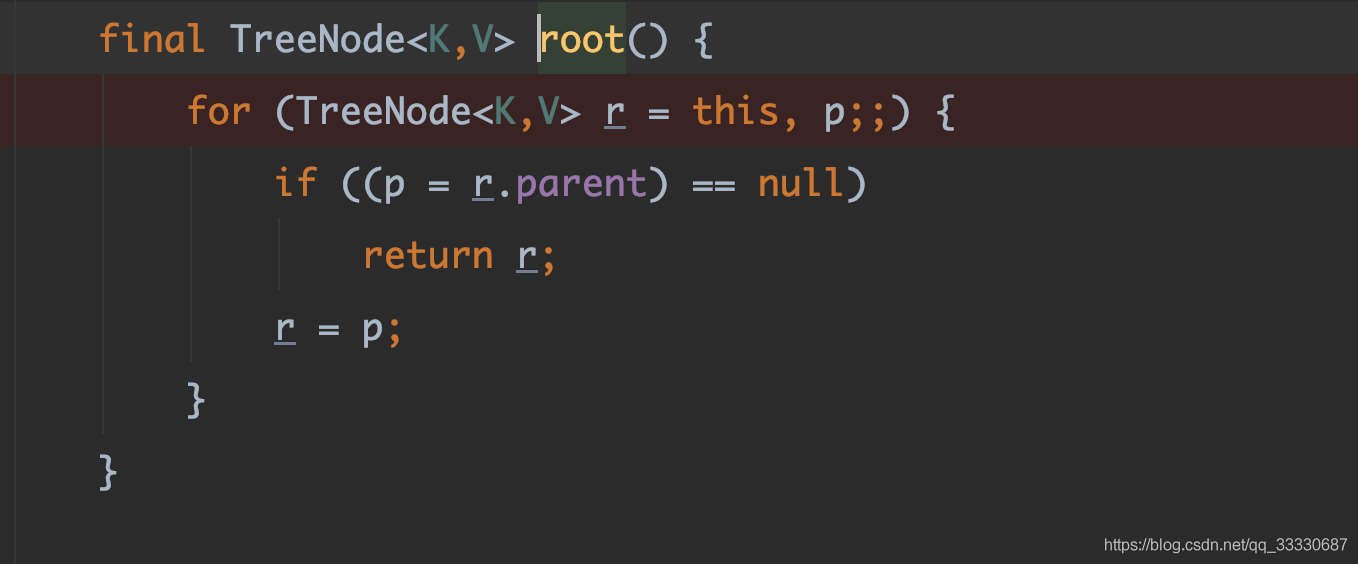 final TreeNode<K,V> root() {
for (TreeNode<K,V> r = this, p;;) {
if ((p = r.parent) == null)
return r;
r = p;
}
}
https://blog.csdn.net/qq_33330687